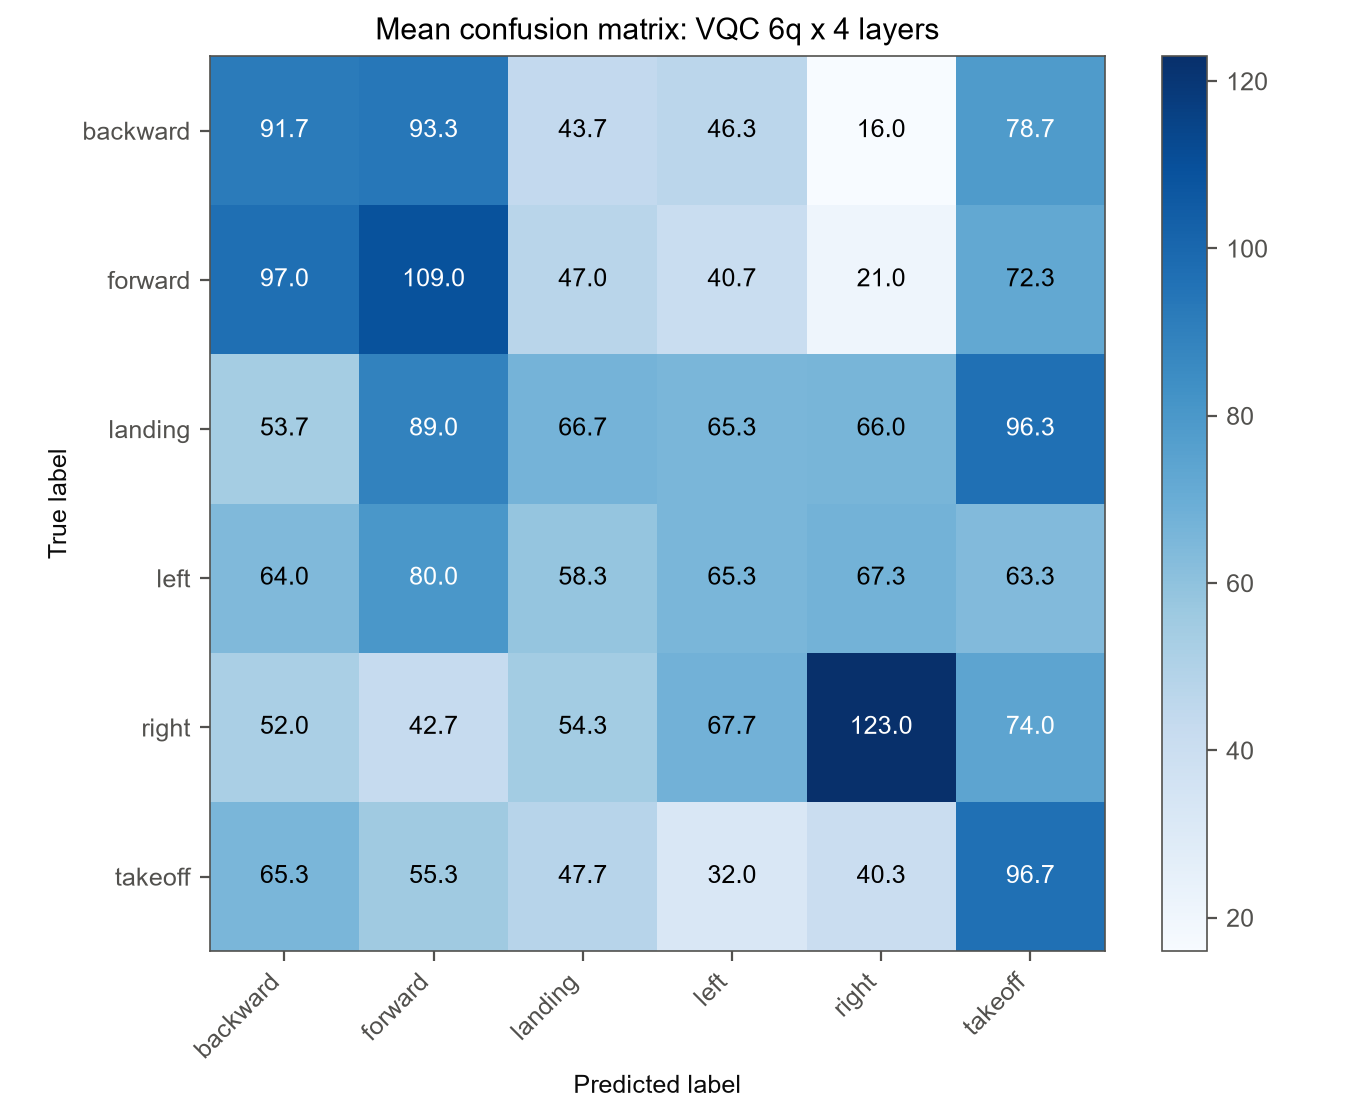 Mean confusion matrix: VQC 6q x 4 layers
backward 91.7 93.3 43.7 46.3 16.0 78.7
forward 97.0 109.0 47.0 40.7 21.0 72.3
landing 53.7 89.0 66.7 65.3 66.0 96.3
left 64.0 80.0 58.3 65.3 67.3 63.3
right 52.0 42.7 54.3 67.7 123.0 74.0
takeoff 65.3 55.3 47.7 32.0 40.3 96.7
backward forward landing left right takeoff
Predicted label
True label
120
100
80
60
40
20